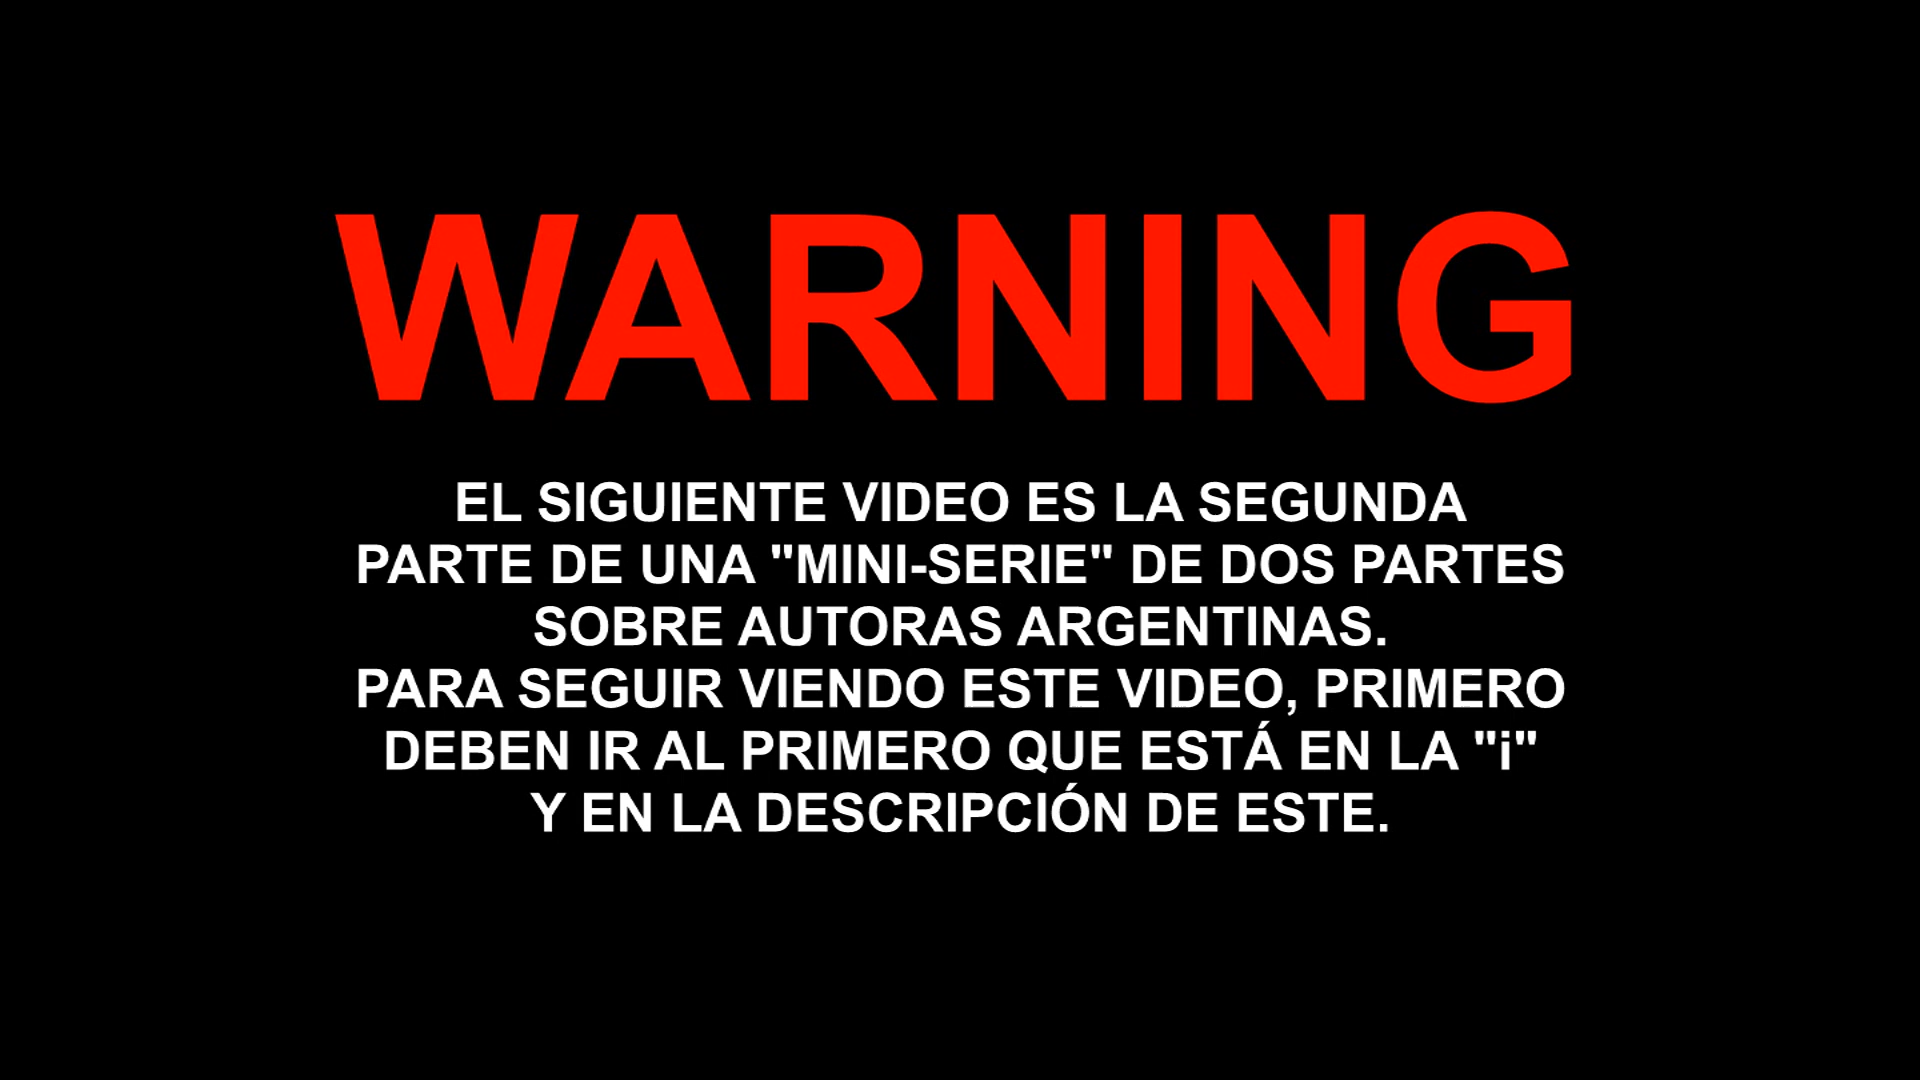 WARNING
EL SIGUIENTE VIDEO ES LA SEGUNDA
PARTE DE UNA "MINI-SERIE" DE DOS PARTES
SOBRE AUTORAS ARGENTINAS.
PARA SEGUIR VIENDO ESTE VIDEO, PRIMERO
DEBEN IR AL PRIMERO QUE ESTÁ EN LA "i"
Y EN LA DESCRIPCIÓN DE ESTE.